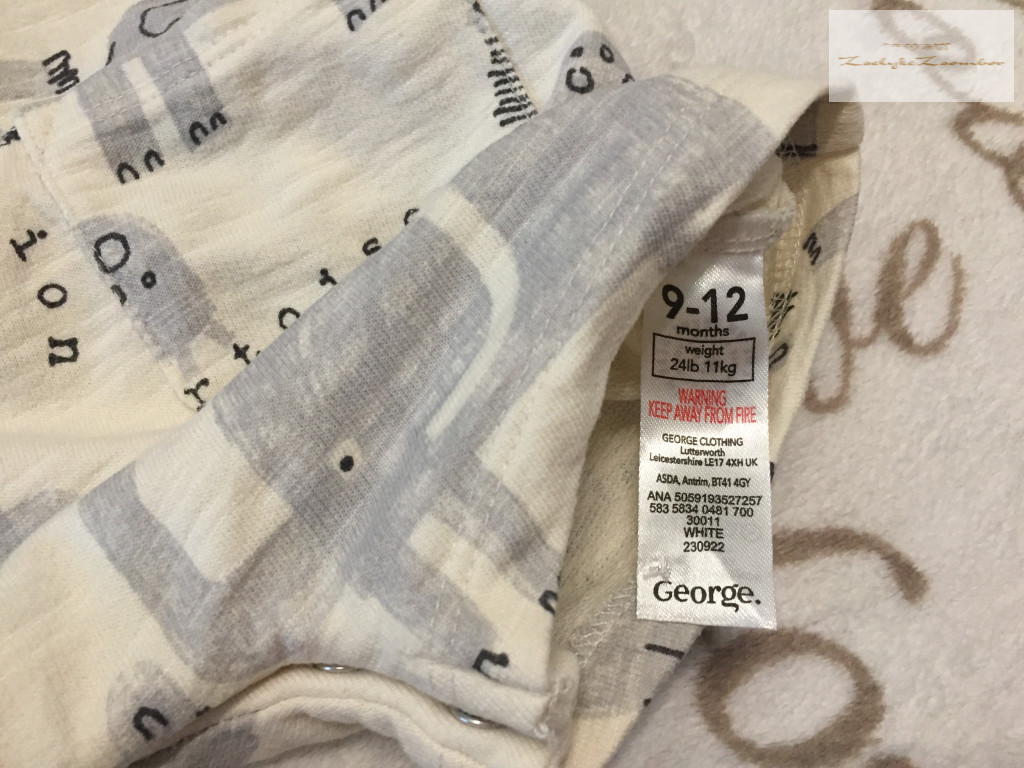 9-12
months
weight
24lb 11kg
WARNING
KEEP AWAY FROM FIRE
GEORGE CLOTHING
Lutterworth
Leicestershire LE17 4XH UK
ASDA, Antrim, BT41 4GY
ANA 5059193527257
583 5834 0481 700
30011
WHITE
230922
George.
ion